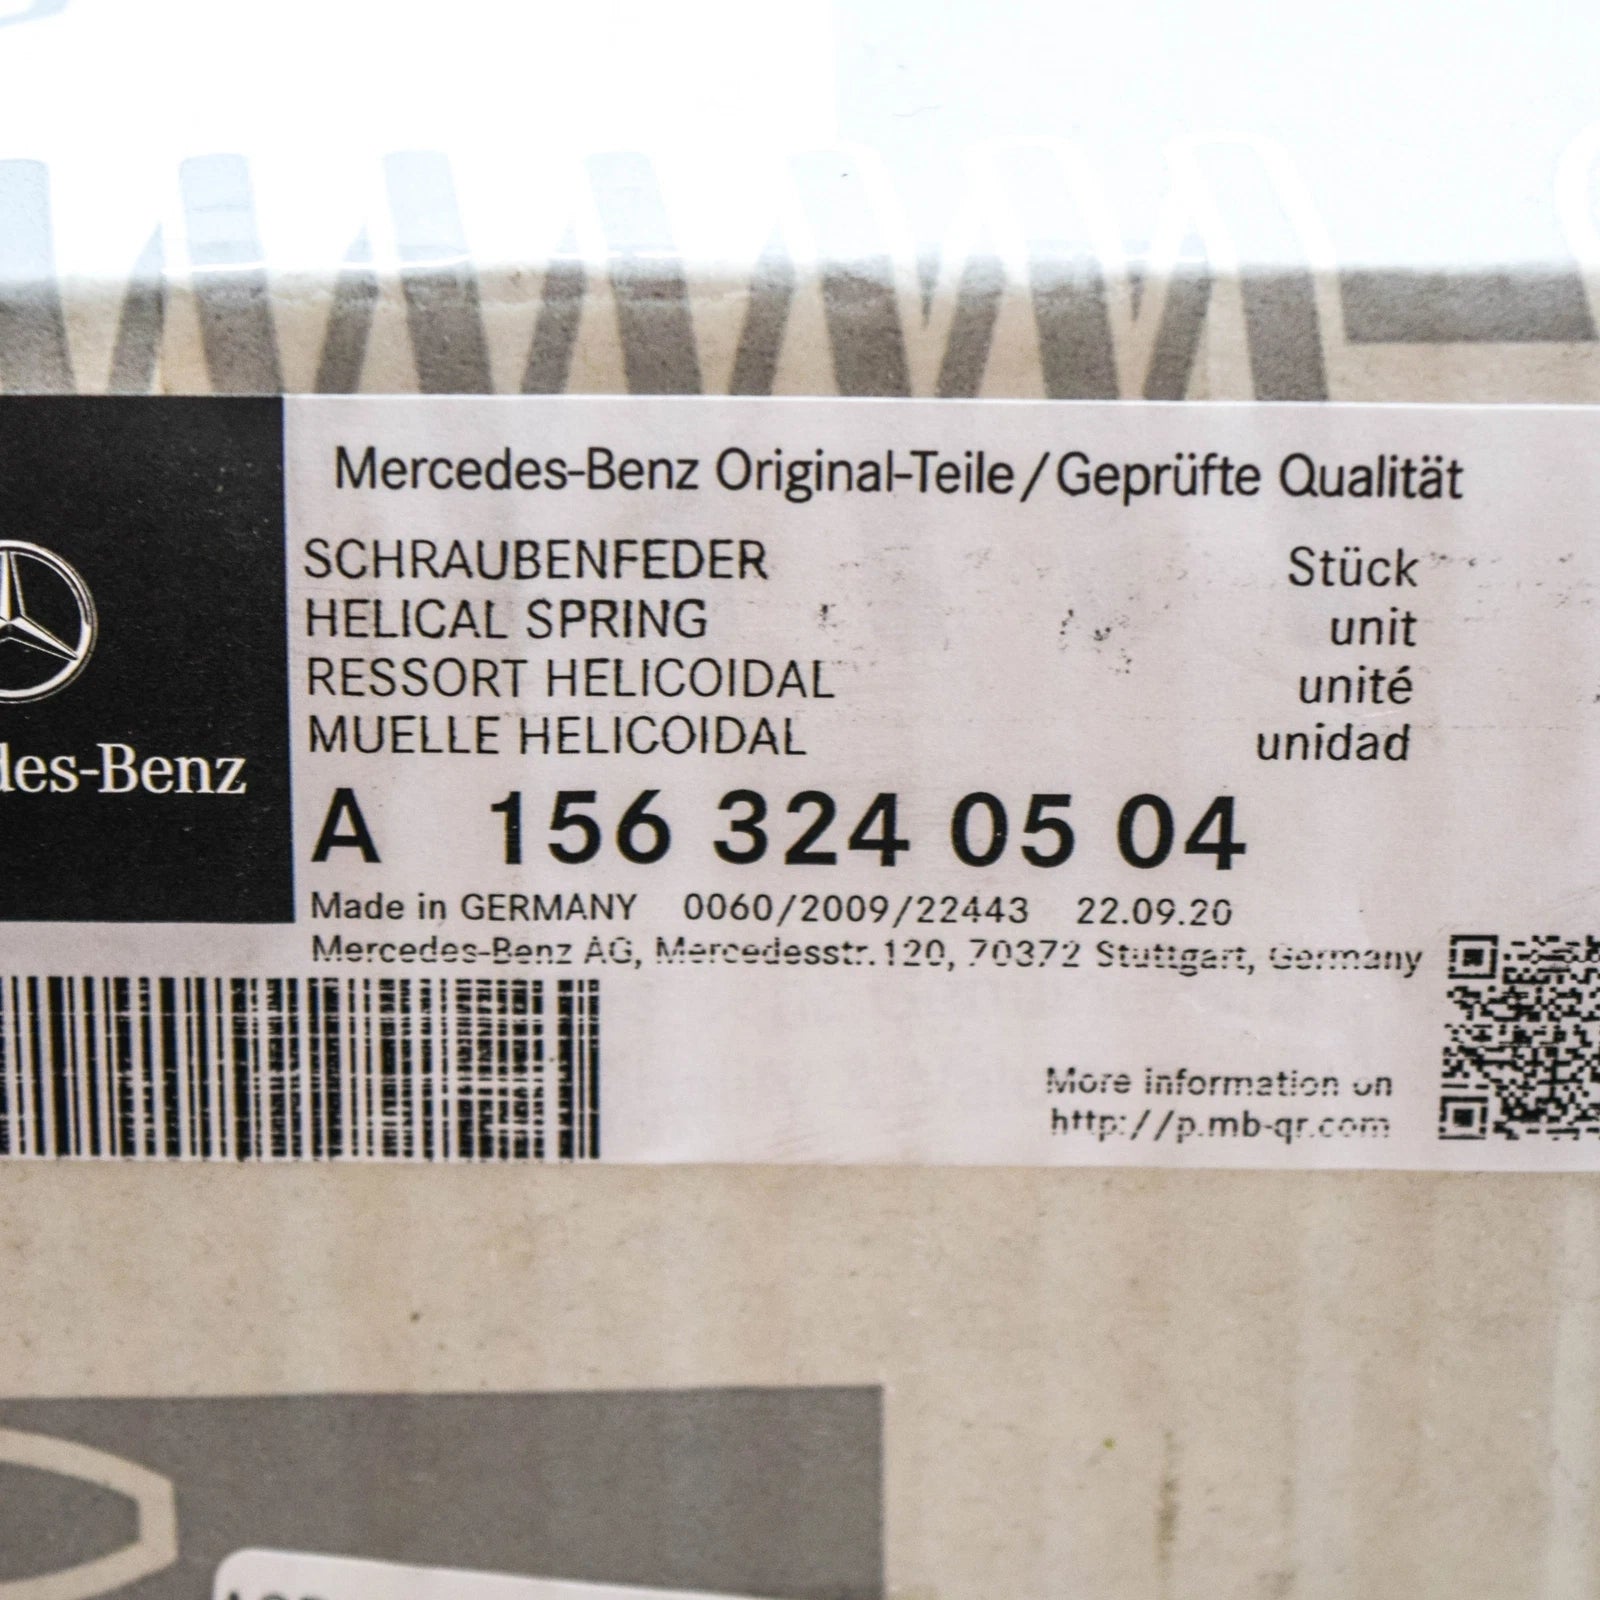 Mercedes-Benz Original-Teile/Geprüfte Qualität
SCHRAUBENFEDER Stück
HELICAL SPRING unit
RESSORT HELICOIDAL unité
MUELLE HELICOIDAL unidad
des-Benz
A 156 324 05 04
Made in GERMANY 0060/2009/22443 22.09.20
Mercedes-Benz AG, Mercedesstr.120, 70372 Stuttgart, Germany
More information on
http://p.mb-qr.com